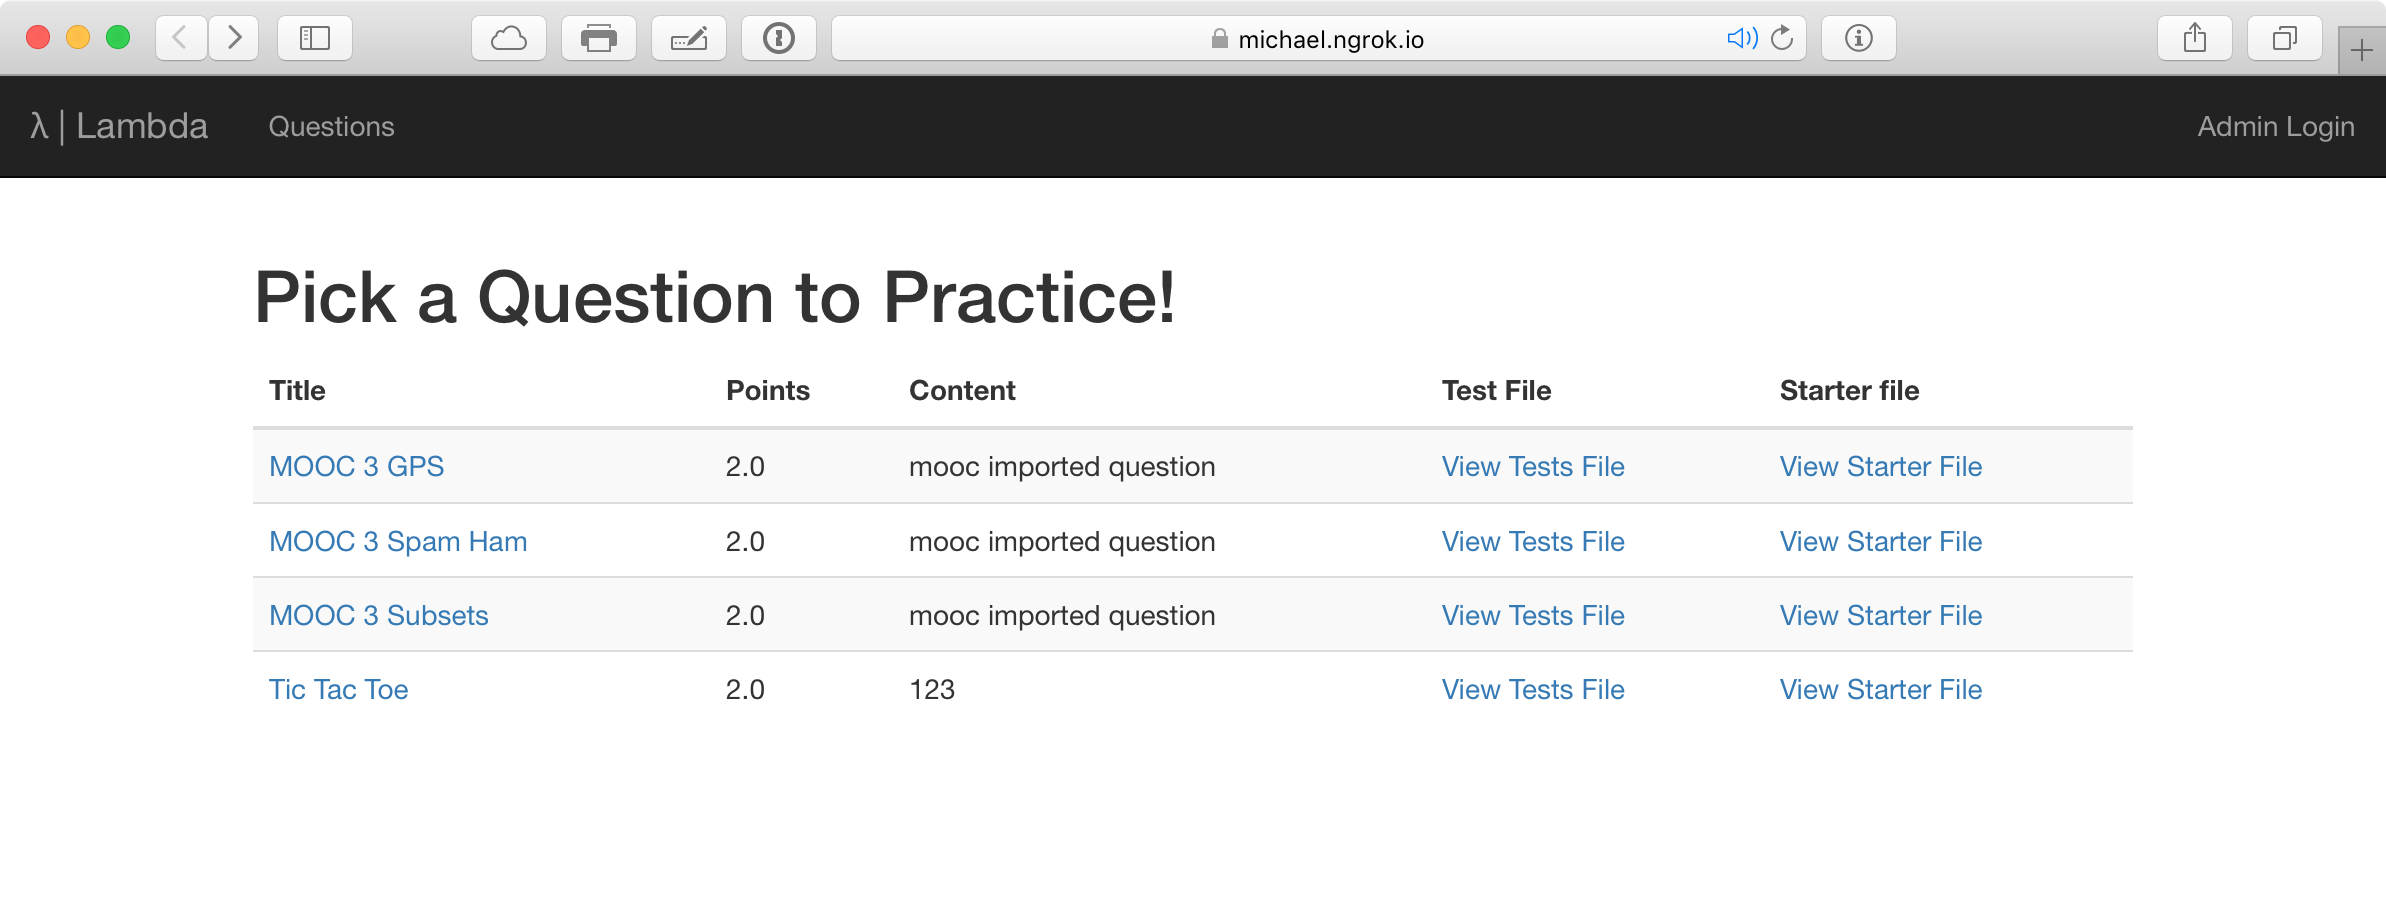 michael.ngrok.io
λ | Lambda Questions Admin Login
Pick a Question to Practice!
Title Points Content Test File Starter file
MOOC 3 GPS 2.0 mooc imported question View Tests File View Starter File
MOOC 3 Spam Ham 2.0 mooc imported question View Tests File View Starter File
MOOC 3 Subsets 2.0 mooc imported question View Tests File View Starter File
Tic Tac Toe 2.0 123 View Tests File View Starter File